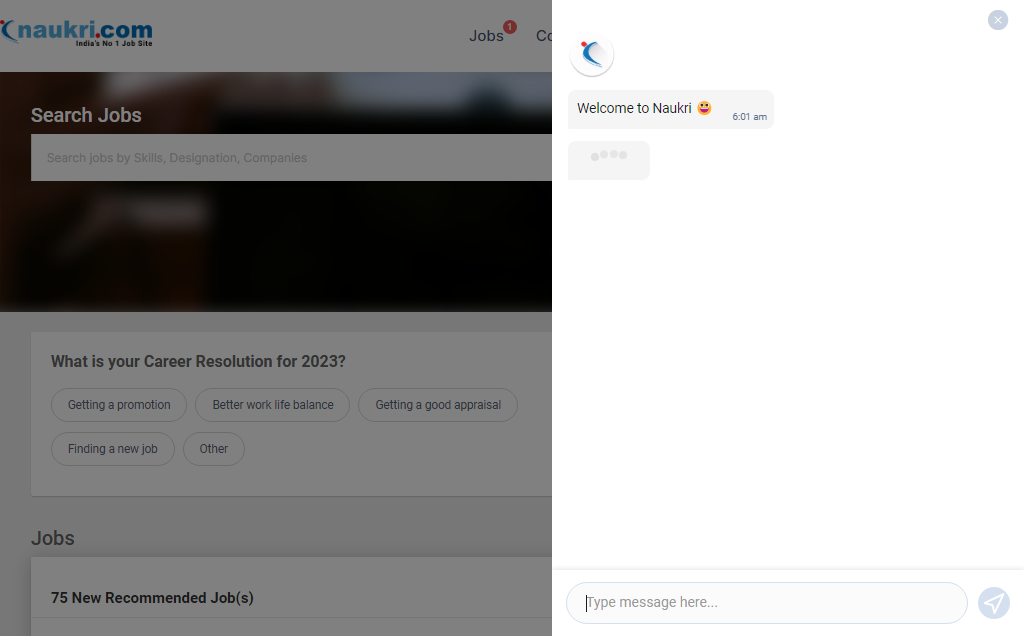 naukri.com
India's No 1 Job Site
Jobs 1
Co
Search Jobs
Search jobs by Skills, Designation, Companies
What is your Career Resolution for 2023?
Getting a promotion
Better work life balance
Getting a good appraisal
Finding a new job
Other
Jobs
75 New Recommended Job(s)
Welcome to Naukri 😃
6:01 am
Type message here...